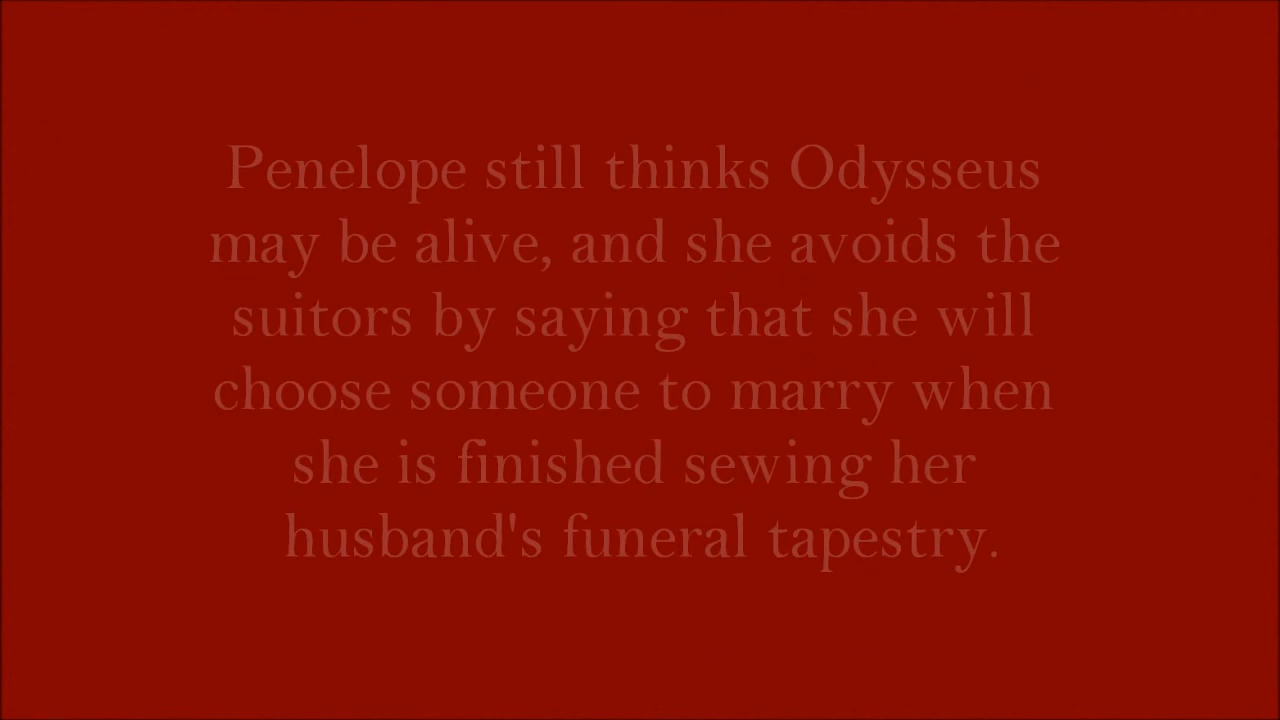 Penelope still thinks Odysseus
may be alive, and she avoids the
suitors by saying that she will
choose someone to marry when
she is finished sewing her
husband's funeral tapestry.